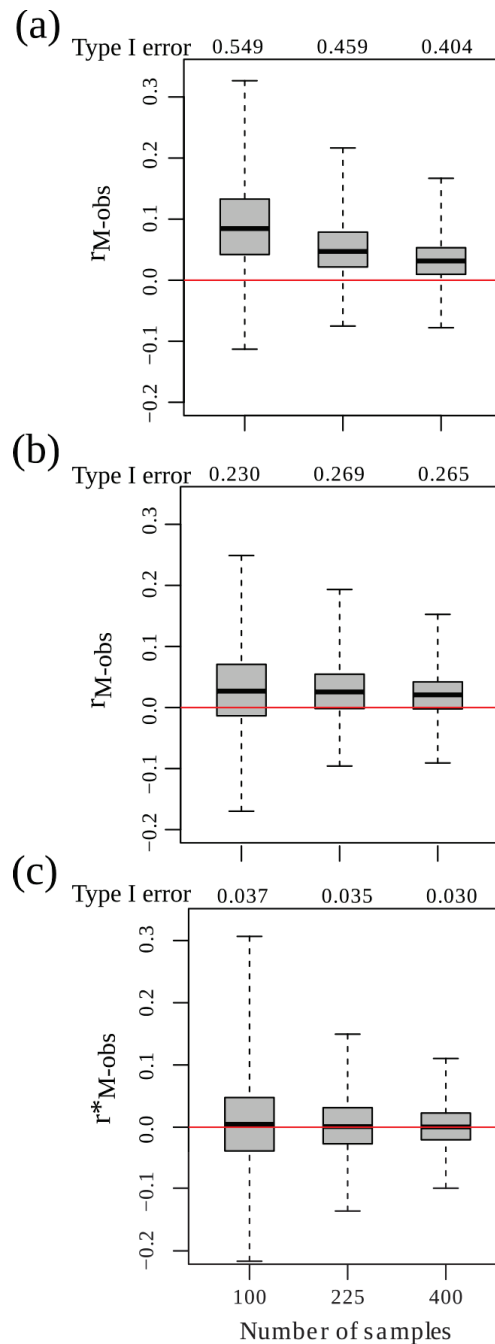 (a)
Type I error 0.549 0.459 0.404
0.3
0.2
0.1
0.0
−0.1
−0.2
rM-obs
(b)
Type I error 0.230 0.269 0.265
0.3
0.2
0.1
0.0
−0.1
−0.2
rM-obs
(c)
Type I error 0.037 0.035 0.030
0.3
0.2
0.1
0.0
−0.1
−0.2
r*M-obs
100 225 400
Number of samples